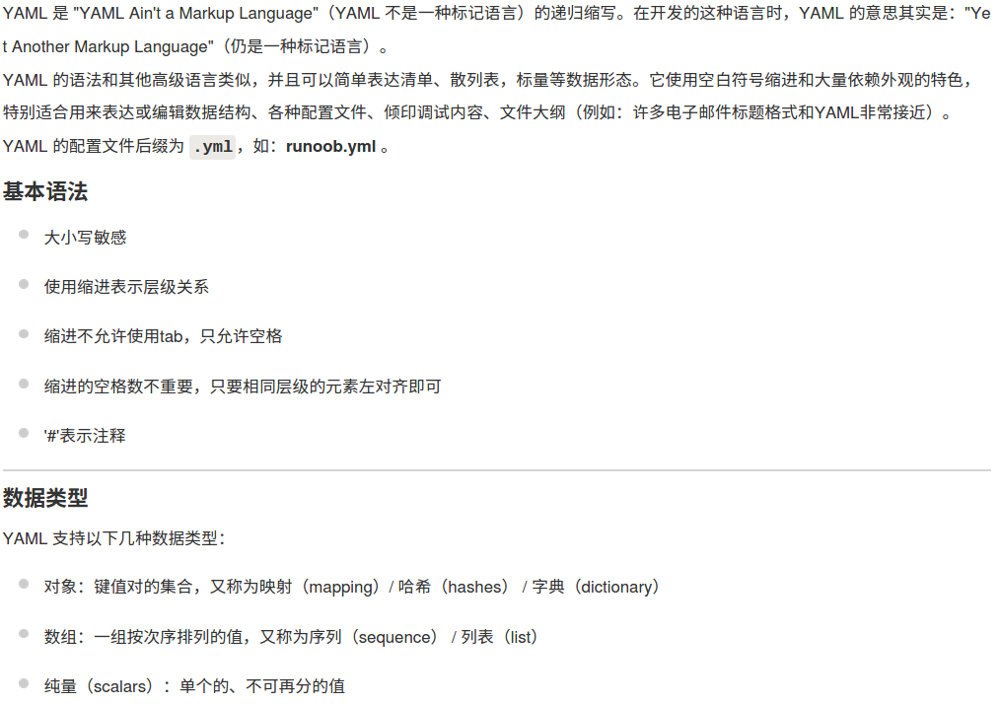 YAML 是 "YAML Ain't a Markup Language"（YAML 不是一种标记语言）的递归缩写。在开发的这种语言时，YAML 的意思其实是："Ye
t Another Markup Language"（仍是一种标记语言）。
YAML 的语法和其他高级语言类似，并且可以简单表达清单、散列表，标量等数据形态。它使用空白符号缩进和大量依赖外观的特色，
特别适合用来表达或编辑数据结构、各种配置文件、倾印调试内容、文件大纲（例如：许多电子邮件标题格式和YAML非常接近）。
YAML 的配置文件后缀为 .yml，如：runoob.yml 。
基本语法
大小写敏感
使用缩进表示层级关系
缩进不允许使用tab，只允许空格
缩进的空格数不重要，只要相同层级的元素左对齐即可
'#'表示注释
数据类型
YAML 支持以下几种数据类型：
对象：键值对的集合，又称为映射（mapping）/ 哈希（hashes） / 字典（dictionary）
数组：一组按次序排列的值，又称为序列（sequence） / 列表（list）
纯量（scalars）：单个的、不可再分的值